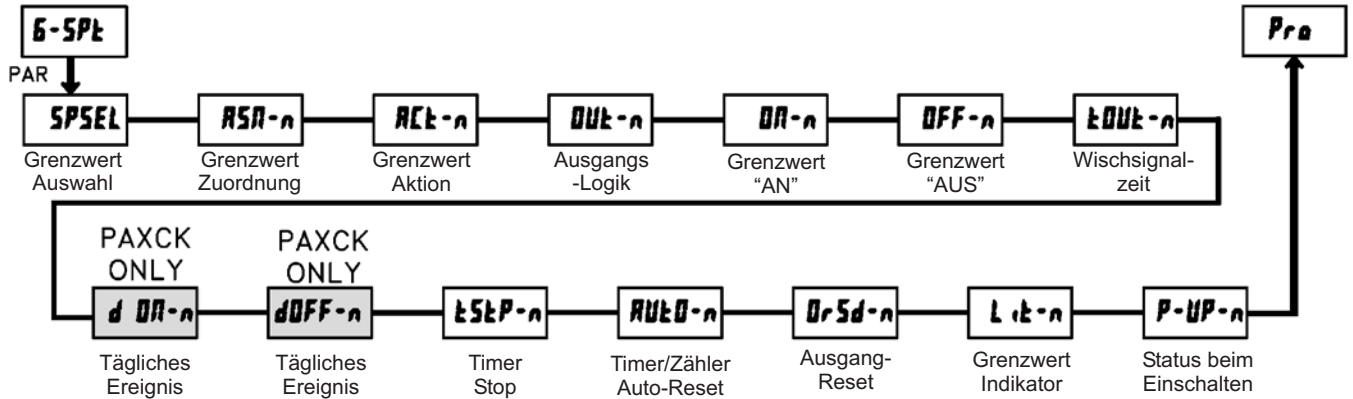 6-SPt
Pro
PAR
SPSEL
ASN-n
ACt-n
OUt-n
ON-n
OFF-n
tOUt-n
Grenzwert
Auswahl
Grenzwert
Zuordnung
Grenzwert
Aktion
Ausgangs
-Logik
Grenzwert
“AN”
Grenzwert
“AUS”
Wischsignal-
zeit
PAXCK
ONLY
PAXCK
ONLY
d ON-n
dOFF-n
tStP-n
AUtO-n
OrSd-n
Lit-n
P-UP-n
Tägliches
Ereignis
Tägliches
Ereignis
Timer
Stop
Timer/Zähler
Auto-Reset
Ausgang-
Reset
Grenzwert
Indikator
Status beim
Einschalten